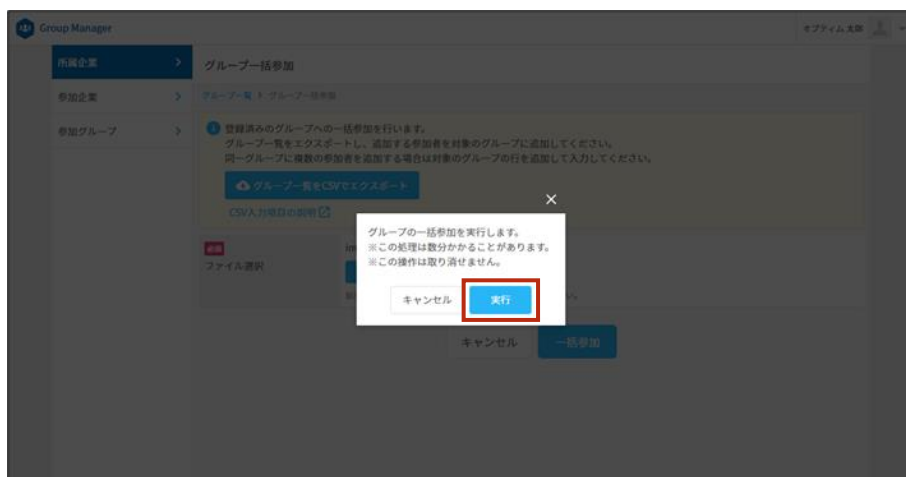 Group Manager
オプティム 太郎
所属企業
参加企業
参加グループ
グループ一括参加
グループ一覧 グループ一括参加
登録済みのグループへの一括参加を行います。
グループ一覧をエクスポートし、追加する参加者を対象のグループに追加してください。
同一グループに複数の参加者を追加する場合は対象のグループの行を追加して入力してください。
グループ一覧をCSVでエクスポート
CSV入力項目の説明
必須
ファイル選択
グループの一括参加を実行します。
※この処理は数分かかることがあります。
※この操作は取り消せません。
キャンセル 実行
キャンセル 一括参加